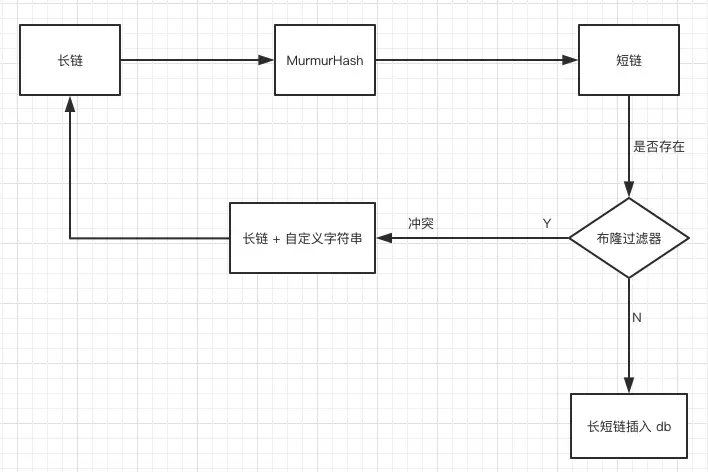 长链
MurmurHash
短链
是否存在
长链 + 自定义字符串
冲突
Y
布隆过滤器
N
长短链插入 db